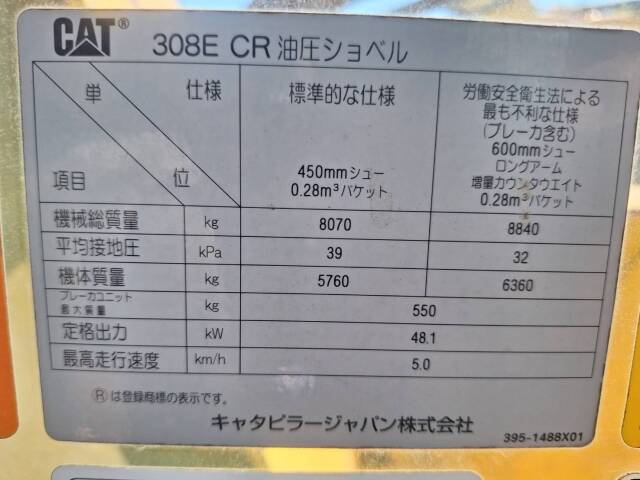 CAT® 308E CR 油圧ショベル
単 仕様
項目 位
標準的な仕様
450mmシュー
0.28m³バケット
労働安全衛生法による
最も不利な仕様
(ブレーカ含む)
600mmシュー
ロングアーム
増量カウンタウエイト
0.28m³バケット
機械総質量 kg 8070 8840
平均接地圧 kPa 39 32
機体質量 kg 5760 6360
ブレーカユニット
最大質量 kg 550
定格出力 kW 48.1
最高走行速度 km/h 5.0
Ⓡは登録商標の表示です。
キャタピラージャパン株式会社
395-1488X01